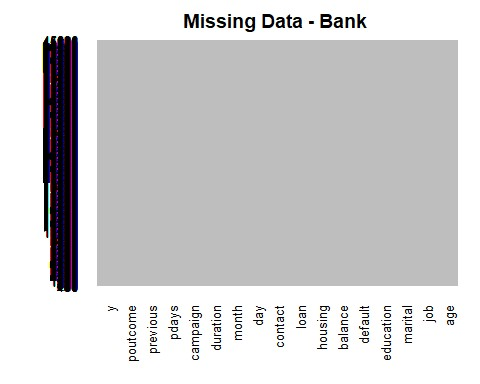 Missing Data - Bank
y
poutcome
previous
pdays
campaign
duration
month
day
contact
loan
housing
balance
default
education
marital
job
age